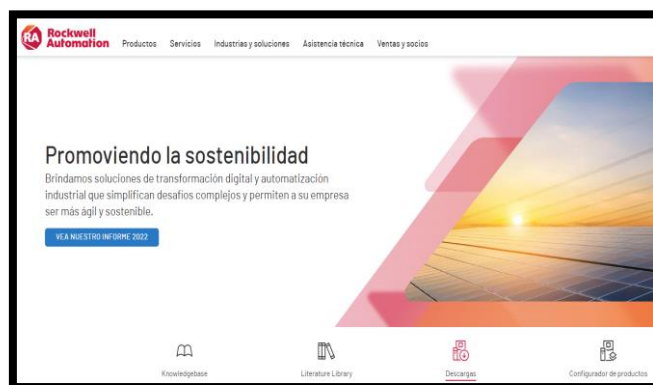 Rockwell
Automation
Productos Servicios Industrias y soluciones Asistencia técnica Ventas y socios
Promoviendo la sostenibilidad
Brindamos soluciones de transformación digital y automatización
industrial que simplifican desafíos complejos y permiten a su empresa
ser más ágil y sostenible.
VEA NUESTRO INFORME 2022
Knowledgebase Literature Library Descargas Configurador de productos
RA